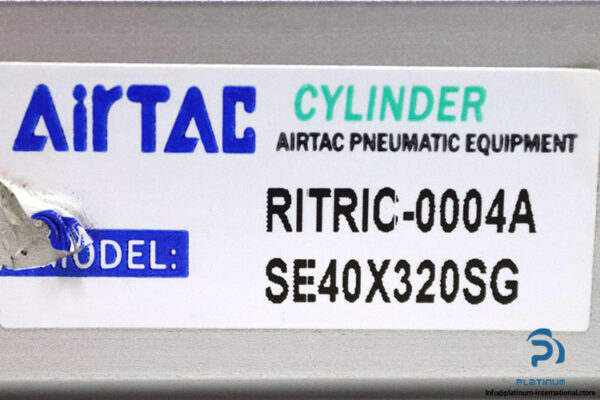 AirTAC
CYLINDER
AIRTAC PNEUMATIC EQUIPMENT
RITRIC-0004A
MODEL:
SE40X320SG
PLATINUM
info@platinum-international.store